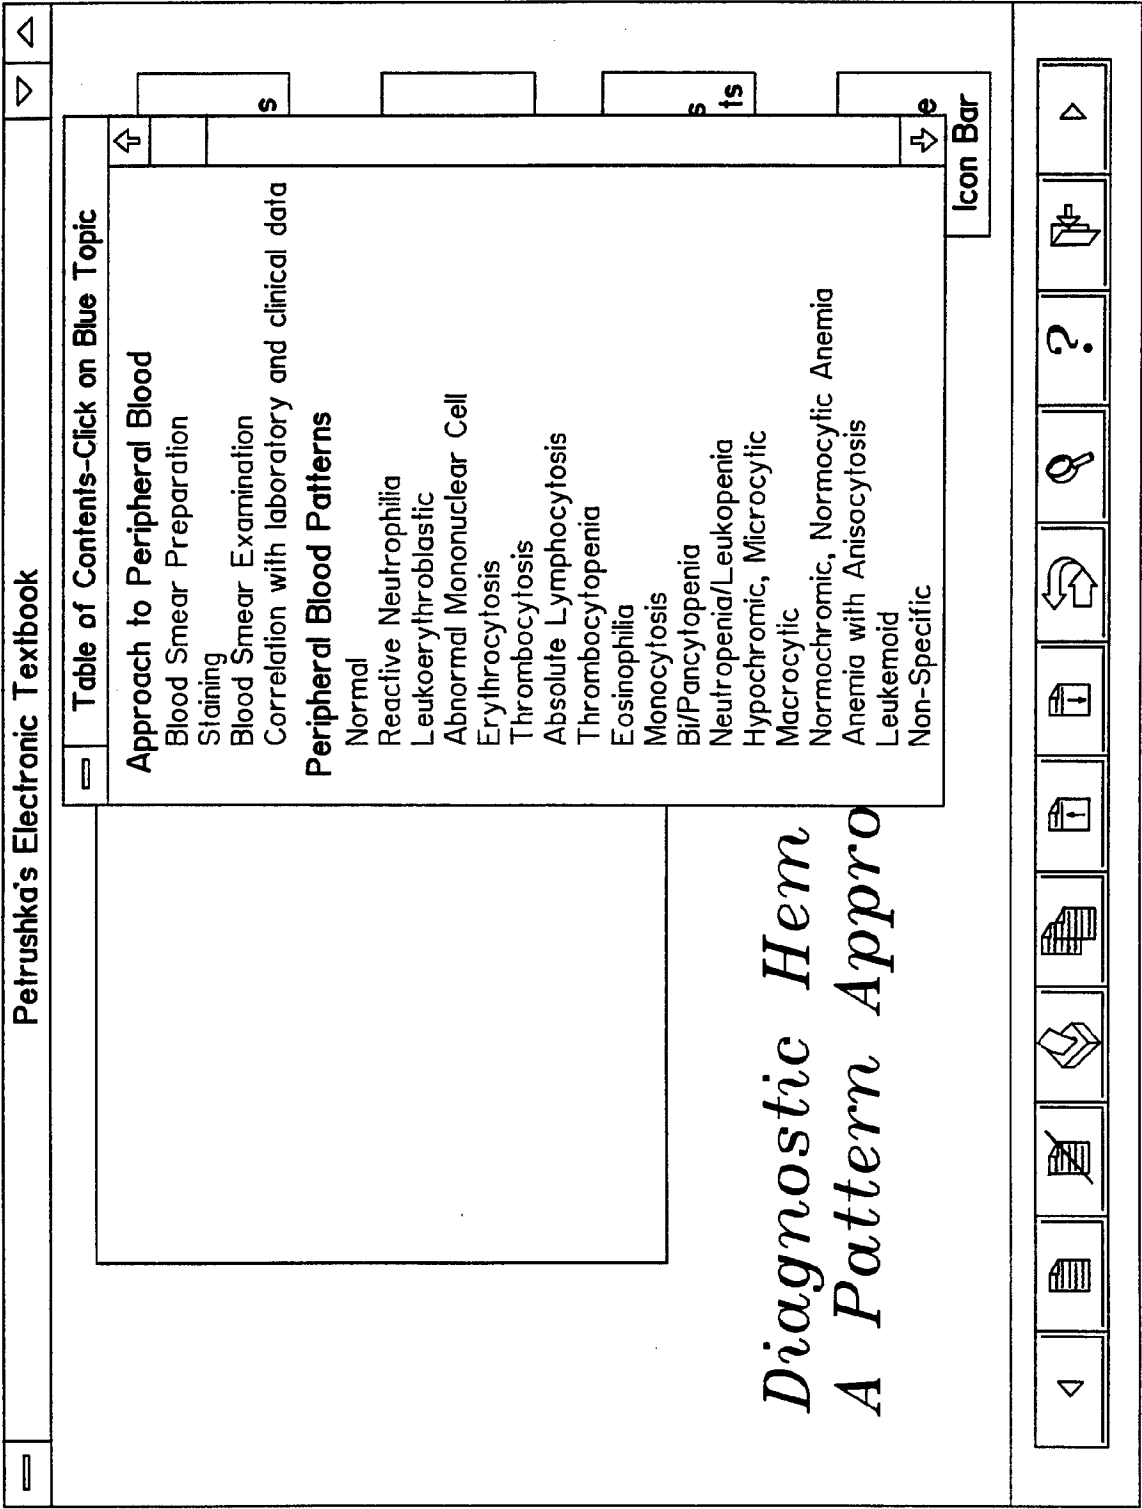 Petrushka's Electronic Textbook
Table of Contents-Click on Blue Topic
Approach to Peripheral Blood
Blood Smear Preparation
Staining
Blood Smear Examination
Correlation with laboratory and clinical data
Peripheral Blood Patterns
Normal
Reactive Neutrophilia
Leukoerythroblastic
Abnormal Mononuclear Cell
Erythrocytosis
Thrombocytosis
Absolute Lymphocytosis
Thrombocytopenia
Eosinophilia
Monocytosis
Bi/Pancytopenia
Neutropenia/Leukopenia
Hypochromic, Microcytic
Macrocytic
Normochromic, Normocytic Anemia
Anemia with Anisocytosis
Leukemoid
Non-Specific
s
s
ts
e
Icon Bar
Diagnostic Hem
A Pattern Appro
?